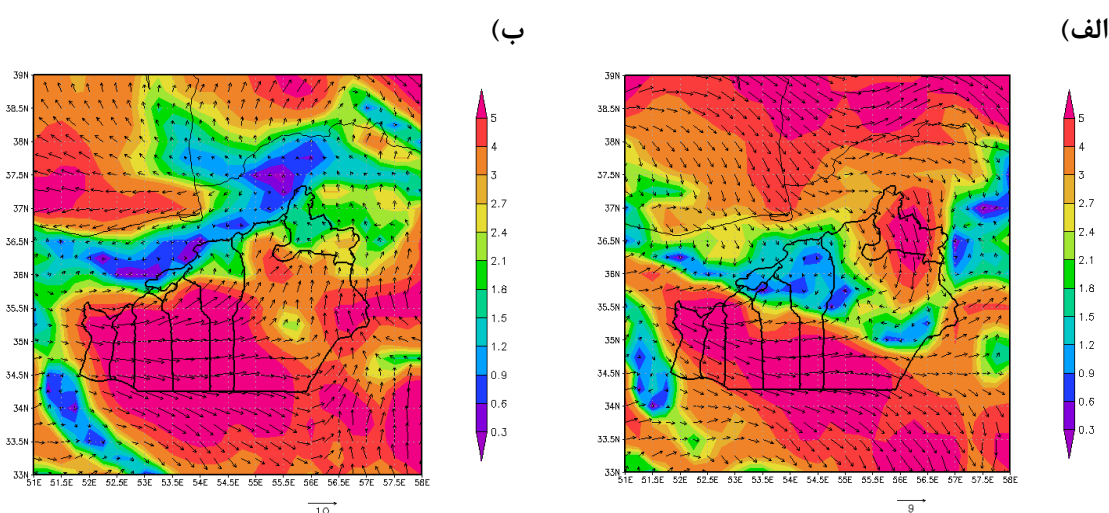 الف)
ب)
39N
38.5N
38N
37.5N
37N
36.5N
36N
35.5N
35N
34.5N
34N
33.5N
33N
51E 51.5E 52E 52.5E 53E 53.5E 54E 54.5E 55E 55.5E 56E 56.5E 57E 57.5E 58E
5
4
3
2.7
2.4
2.1
1.8
1.5
1.2
0.9
0.6
0.3
9
39N
38.5N
38N
37.5N
37N
36.5N
36N
35.5N
35N
34.5N
34N
33.5N
33N
51E 51.5E 52E 52.5E 53E 53.5E 54E 54.5E 55E 55.5E 56E 56.5E 57E 57.5E 58E
5
4
3
2.7
2.4
2.1
1.8
1.5
1.2
0.9
0.6
0.3
10